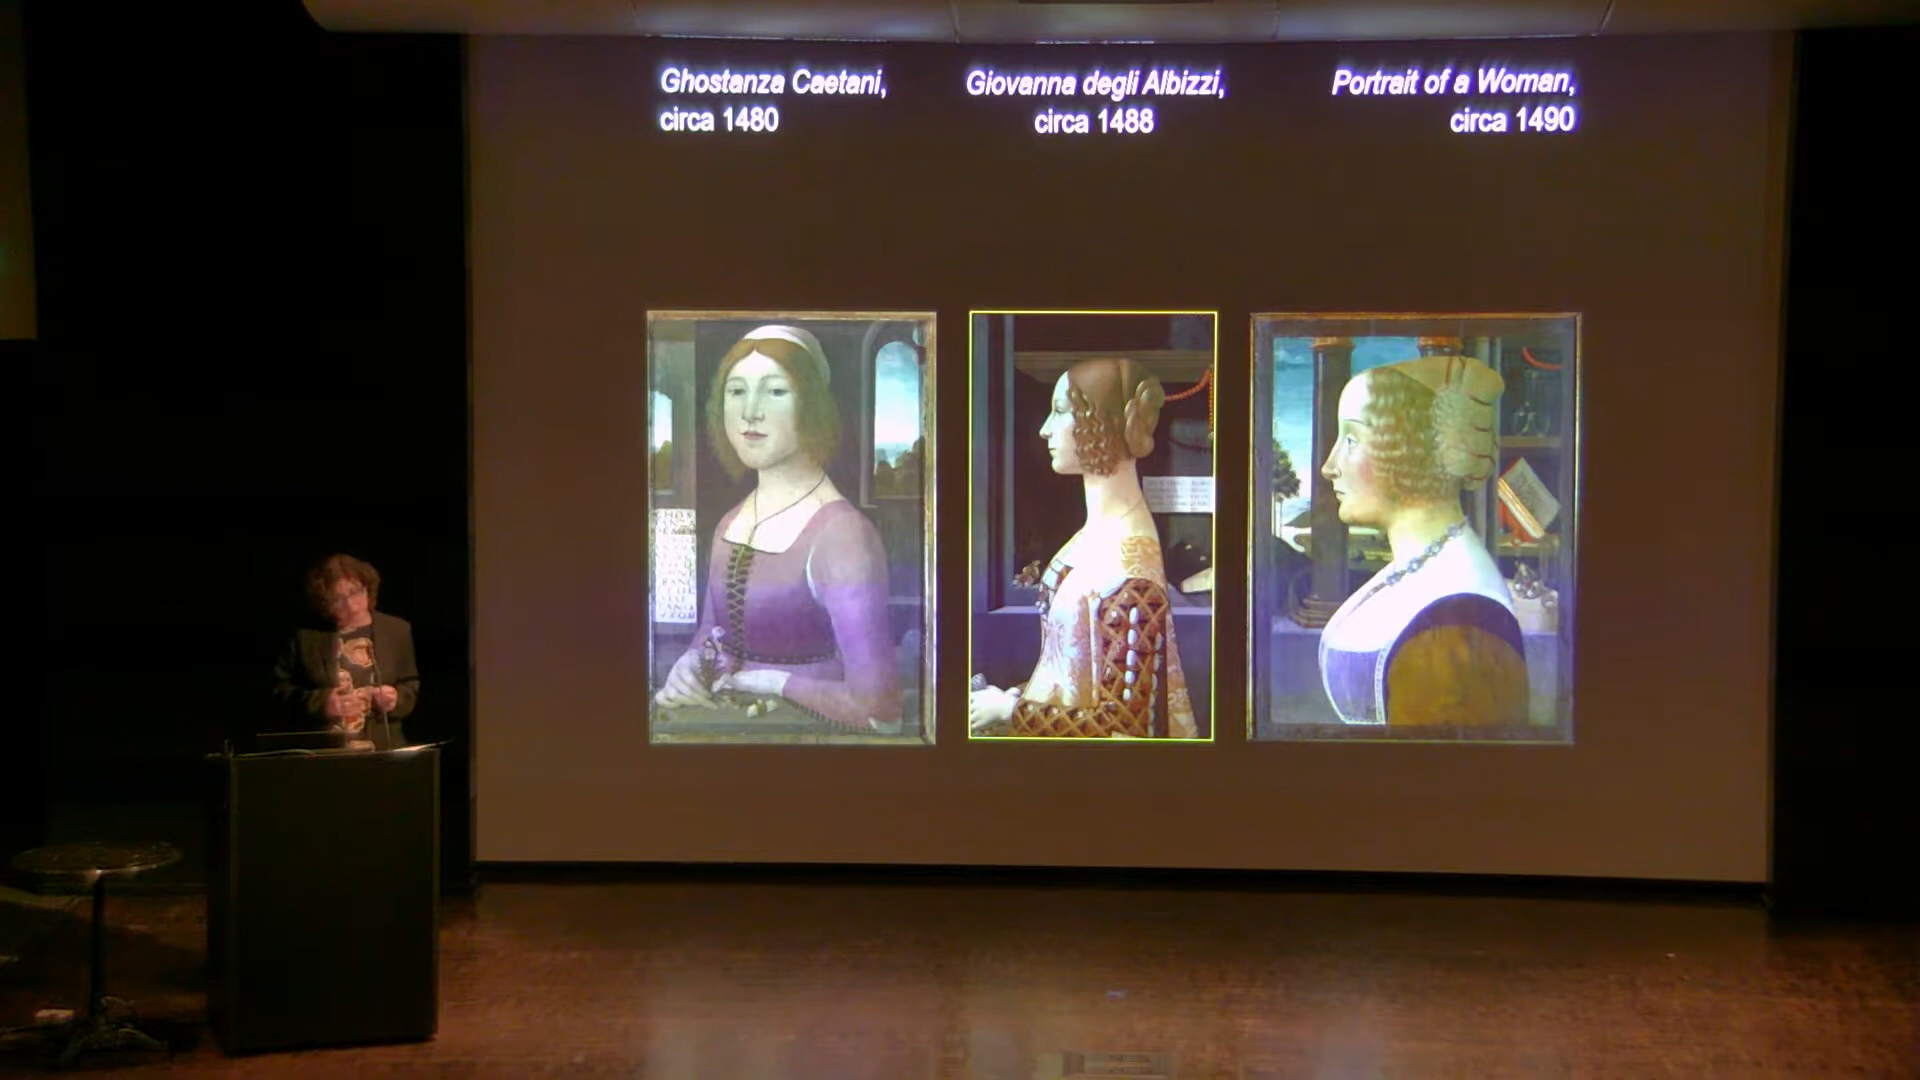 Ghostanza Caetani,
circa 1480
Giovanna degli Albizzi,
circa 1488
Portrait of a Woman,
circa 1490